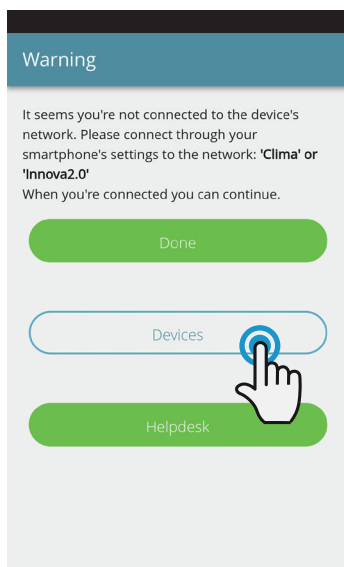 Warning
It seems you're not connected to the device's
network. Please connect through your
smartphone's settings to the network: 'Clima' or
'Innova2.0'
When you're connected you can continue.
Done
Devices
Helpdesk